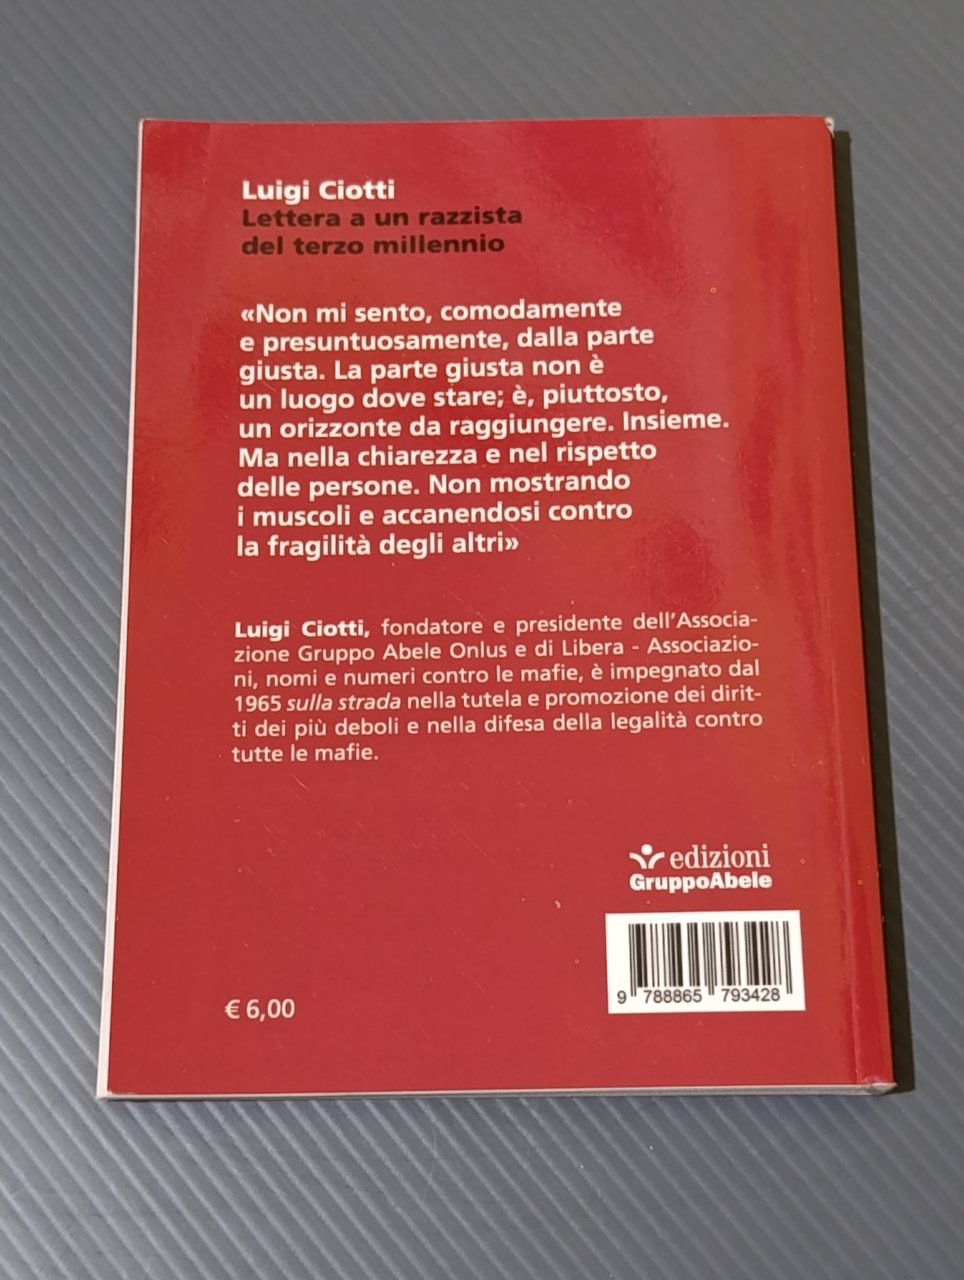 Luigi Ciotti
Lettera a un razzista
del terzo millennio
«Non mi sento, comodamente
e presuntuosamente, dalla parte
giusta. La parte giusta non è
un luogo dove stare; è, piuttosto,
un orizzonte da raggiungere. Insieme.
Ma nella chiarezza e nel rispetto
delle persone. Non mostrando
i muscoli e accanendosi contro
la fragilità degli altri»
Luigi Ciotti, fondatore e presidente dell'Associa-
zione Gruppo Abele Onlus e di Libera - Associazio-
ni, nomi e numeri contro le mafie, è impegnato dal
1965 sulla strada nella tutela e promozione dei dirit-
ti dei più deboli e nella difesa della legalità contro
tutte le mafie.
edizioni
GruppoAbele
9 788865 793428
€ 6,00